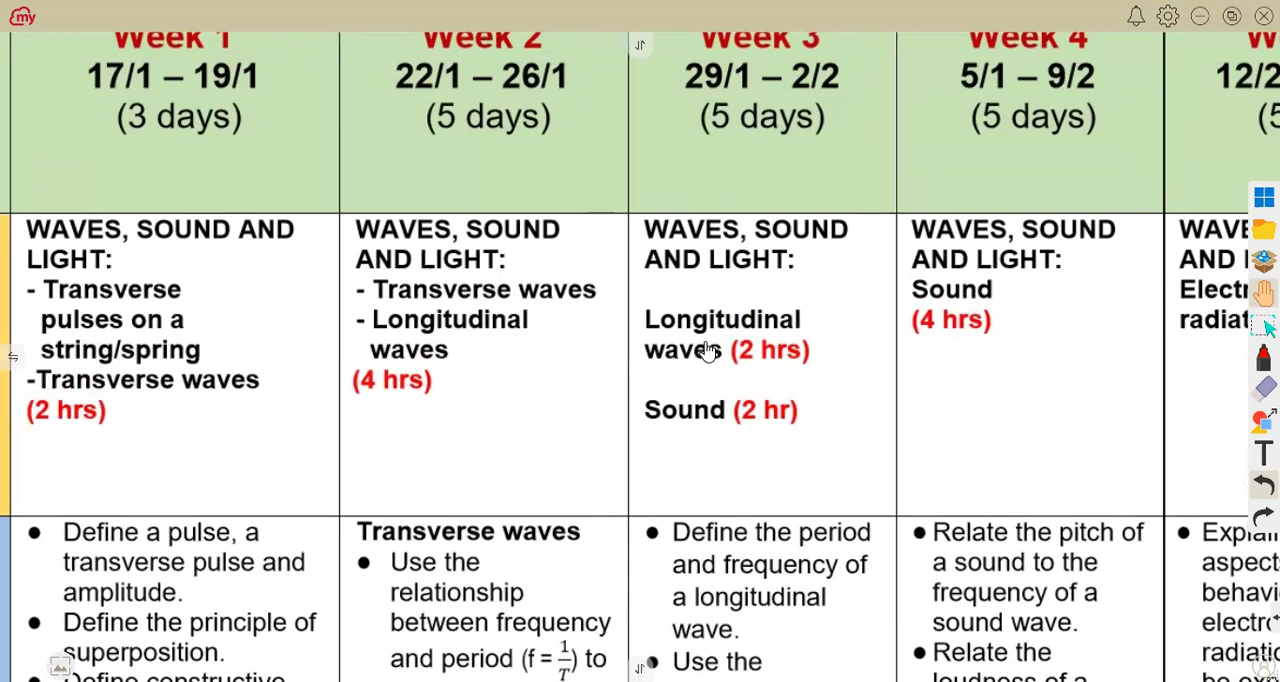 my
Week 1
17/1 – 19/1
(3 days)
Week 2
22/1 – 26/1
(5 days)
Week 3
29/1 – 2/2
(5 days)
Week 4
5/1 – 9/2
(5 days)
W
12/2
(5
WAVES, SOUND AND
LIGHT:
- Transverse
pulses on a
string/spring
-Transverse waves
(2 hrs)
WAVES, SOUND
AND LIGHT:
- Transverse waves
- Longitudinal
waves
(4 hrs)
WAVES, SOUND
AND LIGHT:
Longitudinal
waves (2 hrs)
Sound (2 hr)
WAVES, SOUND
AND LIGHT:
Sound
(4 hrs)
● Define a pulse, a
transverse pulse and
amplitude.
● Define the principle of
superposition.
Define constructive
Transverse waves
● Use the
relationship
between frequency
and period (f = 1/T) to
● Define the period
and frequency of
a longitudinal
wave.
● Use the
● Relate the pitch of
a sound to the
frequency of a
sound wave.
● Relate the
loudness of a
T